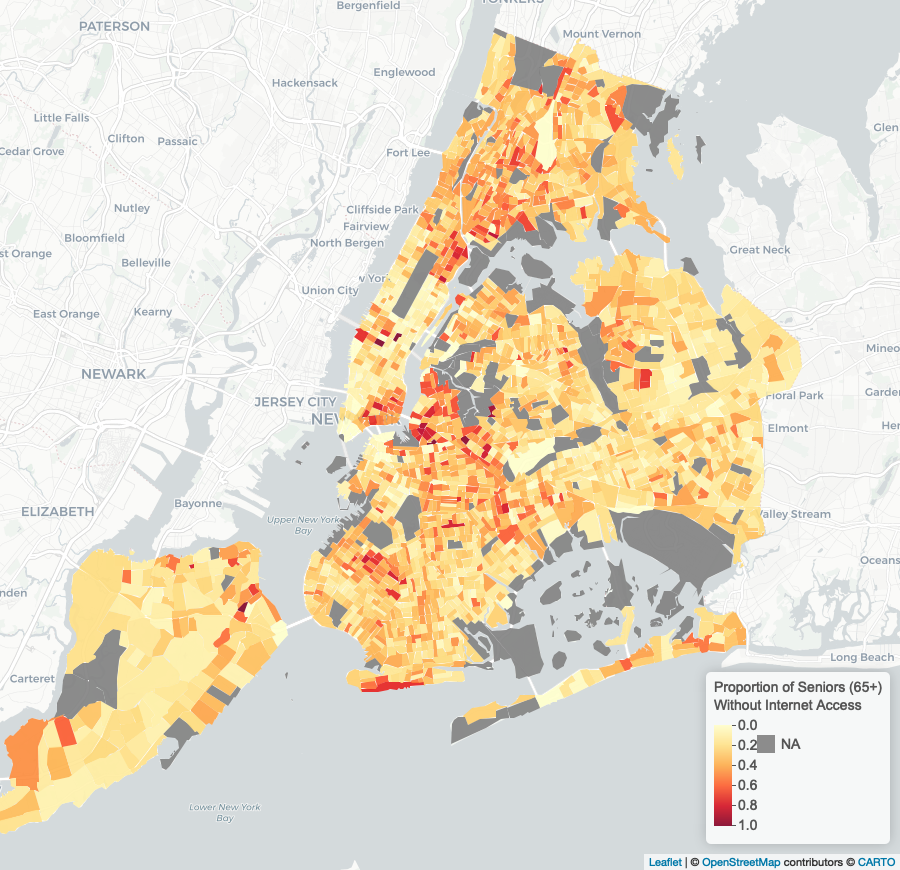 YONKERS
Bergenfield
PATERSON
Mount Vernon
Englewood
Hackensack
Little Falls
Clifton
Passaic
Glen
Cedar Grove
Fort Lee
Nutley
Cliffside Park
Fairview
Bloomfield
North Bergen
st Orange
Great Neck
Belleville
w Yor
Union City
East Orange
Kearny
Mineo
NEWARK
Floral Park
Garde
JERSEY CITY
NEV
Elmont
Her
Bayonne
ELIZABETH
Valley Stream
Upper New York
Bay
Oceans
nden
Long Beach
Carteret
Proportion of Seniors (65+)
Without Internet Access
0.0
0.2
NA
0.4
0.6
0.8
1.0
Lower New York
Bay
Leaflet | © OpenStreetMap contributors © CARTO